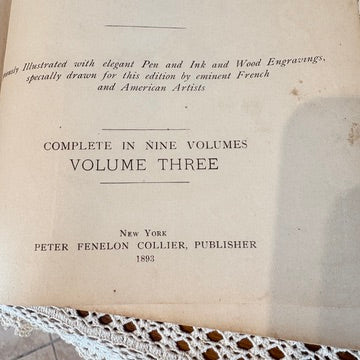 Illustrated with elegant Pen and Ink and Wood Engravings,
specially drawn for this edition by eminent French
and American Artists
COMPLETE IN NINE VOLUMES
VOLUME THREE
New York
PETER FENELON COLLIER, PUBLISHER
1893